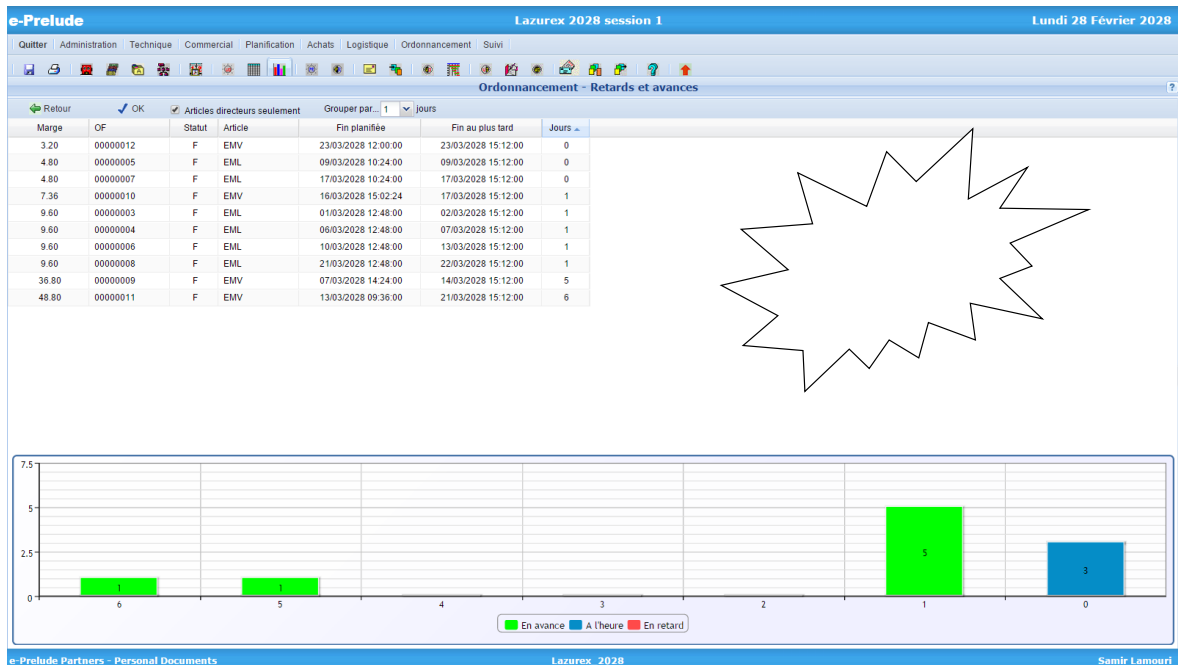 e-Prelude Lazurex 2028 session 1 Lundi 28 Février 2028
Quitter Administration Technique Commercial Planification Achats Logistique Ordonnancement Suivi
Ordonnancement - Retards et avances ?
Retour OK Articles directeurs seulement Grouper par... 1 jours
Marge OF Statut Article Fin planifiée Fin au plus tard Jours
3.20 00000012 F EMV 23/03/2028 12:00:00 23/03/2028 15:12:00 0
4.80 00000005 F EML 09/03/2028 10:24:00 09/03/2028 15:12:00 0
4.80 00000007 F EML 17/03/2028 10:24:00 17/03/2028 15:12:00 0
7.36 00000010 F EMV 16/03/2028 15:02:24 17/03/2028 15:12:00 1
9.60 00000003 F EML 01/03/2028 12:48:00 02/03/2028 15:12:00 1
9.60 00000004 F EML 06/03/2028 12:48:00 07/03/2028 15:12:00 1
9.60 00000006 F EML 10/03/2028 12:48:00 13/03/2028 15:12:00 1
9.60 00000008 F EML 21/03/2028 12:48:00 22/03/2028 15:12:00 1
36.80 00000009 F EMV 07/03/2028 14:24:00 14/03/2028 15:12:00 5
48.80 00000011 F EMV 13/03/2028 09:36:00 21/03/2028 15:12:00 6
7.5
5
2.5
0
1 1 5 3
6 5 4 3 2 1 0
En avance A l'heure En retard
e-Prelude Partners - Personal Documents Lazurex_2028 Samir Lamouri